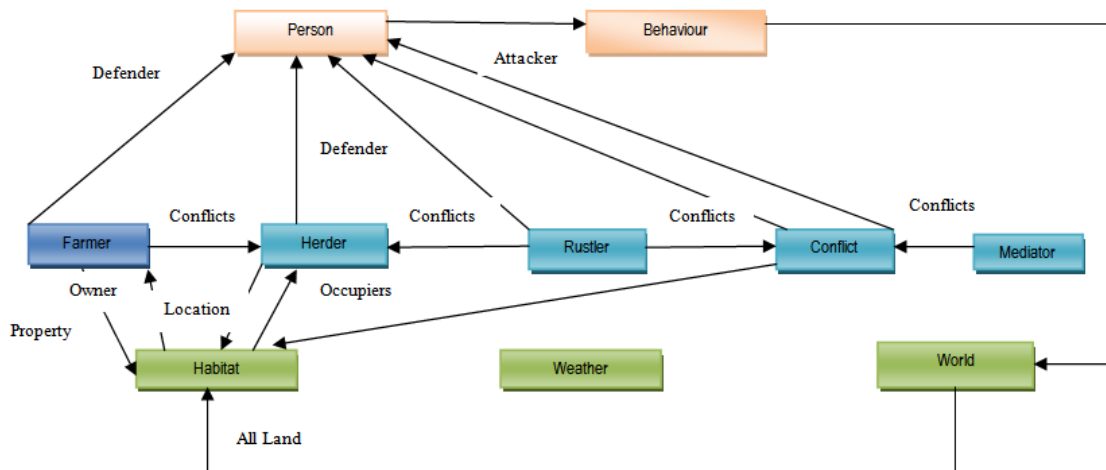 Person
Behaviour
Attacker
Defender
Defender
Conflicts
Conflicts
Conflicts
Conflicts
Farmer
Herder
Rustler
Conflict
Mediator
Owner
Location
Occupiers
Property
Habitat
Weather
World
All Land